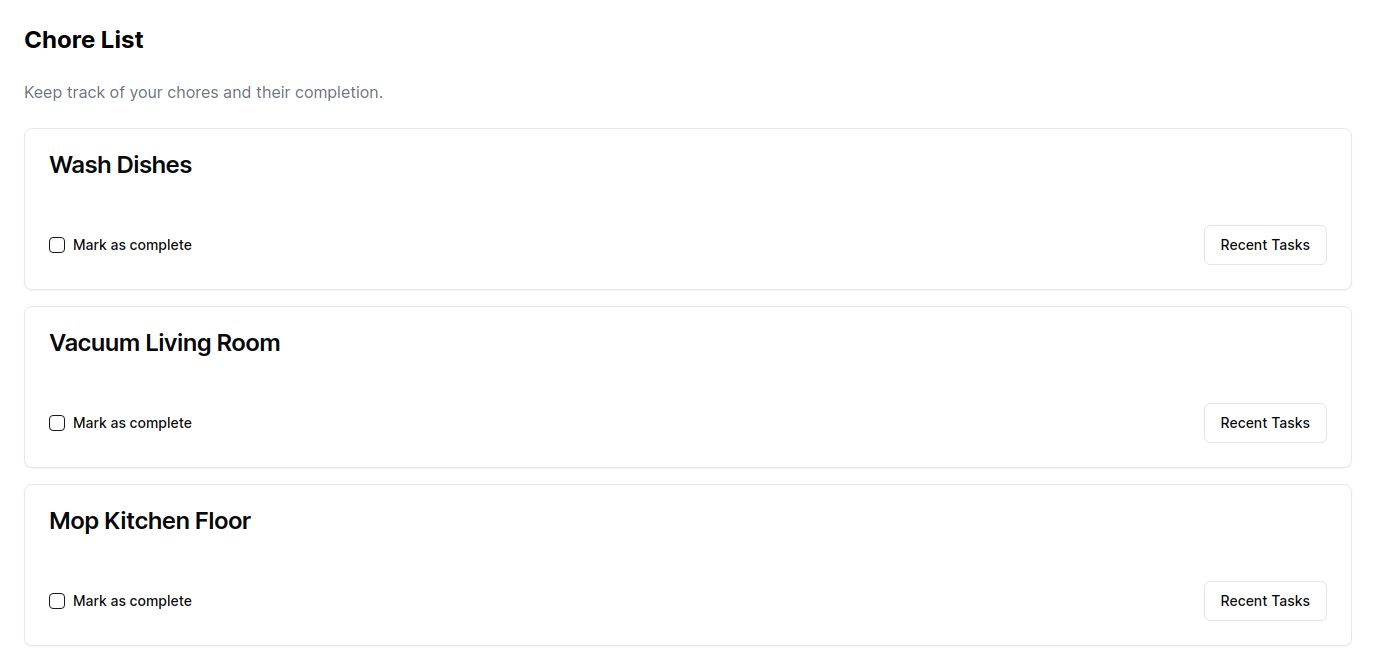 Chore List
Keep track of your chores and their completion.
Wash Dishes
Mark as complete
Recent Tasks
Vacuum Living Room
Mark as complete
Recent Tasks
Mop Kitchen Floor
Mark as complete
Recent Tasks